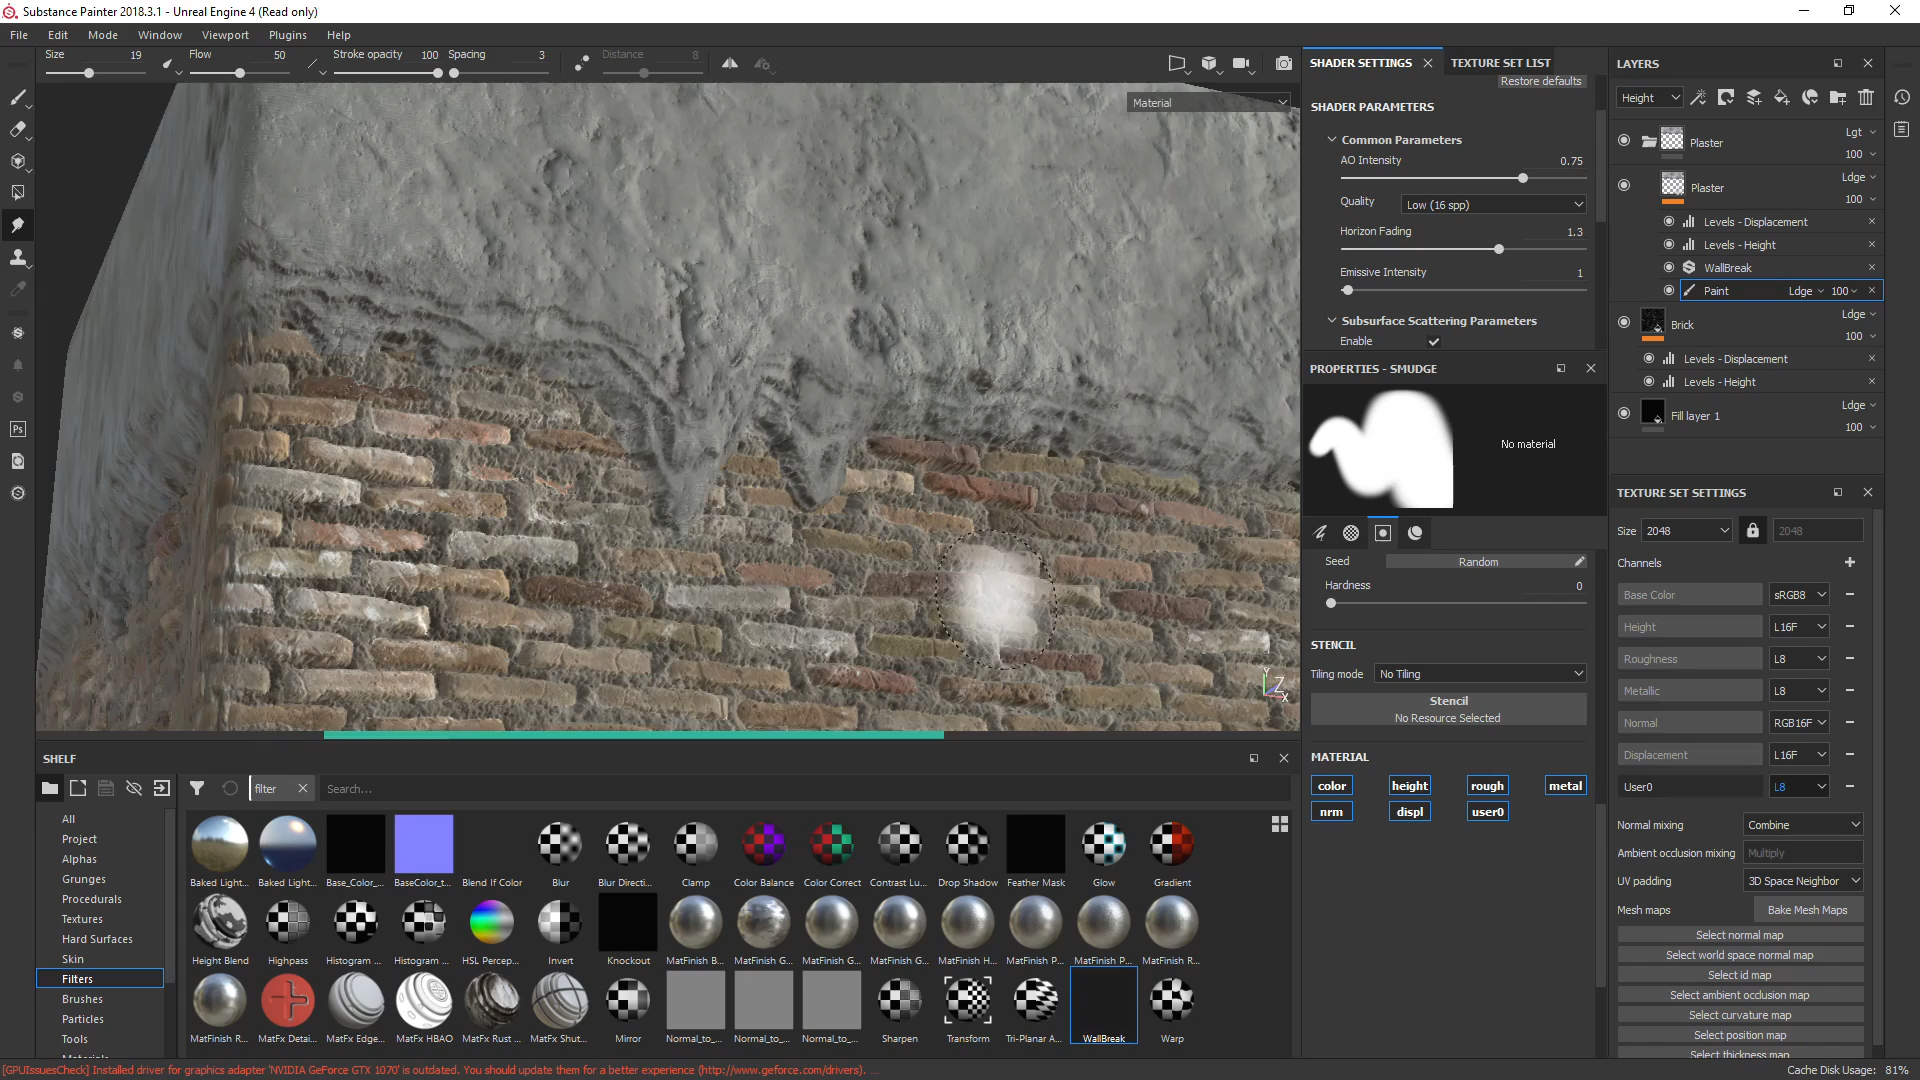 Substance Painter 2018.3.1 - Unreal Engine 4 (Read only)
File Edit Mode Window Viewport Plugins Help
Size 19 Flow 50 Stroke opacity 100 Spacing 3 Distance 8
Material
SHADER SETTINGS TEXTURE SET LIST
Restore defaults
SHADER PARAMETERS
Common Parameters
AO Intensity 0.75
Quality Low (16 spp)
Horizon Fading 1.3
Emissive Intensity 1
Subsurface Scattering Parameters
Enable
PROPERTIES - SMUDGE
No material
Seed Random
Hardness 0
STENCIL
Tiling mode No Tiling
Stencil
No Resource Selected
MATERIAL
color height rough metal
nrm displ user0
LAYERS
Height
Plaster Lgt
100
Plaster Ldge
100
Levels - Displacement
Levels - Height
WallBreak
Paint Ldge 100
Brick Ldge
100
Levels - Displacement
Levels - Height
Fill layer 1 Ldge
100
TEXTURE SET SETTINGS
Size 2048 2048
Channels
Base Color sRGB8
Height L16F
Roughness L8
Metallic L8
Normal RGB16F
Displacement L16F
User0 L8
Normal mixing Combine
Ambient occlusion mixing Multiply
UV padding 3D Space Neighbor
Mesh maps Bake Mesh Maps
Select normal map
Select world space normal map
Select id map
Select ambient occlusion map
Select curvature map
Select position map
Select thickness map
Ps
Y
Z
X
SHELF
filter Search...
All
Project
Alphas
Grunges
Procedurals
Textures
Hard Surfaces
Skin
Filters
Brushes
Particles
Tools
Materials
Baked Light... Baked Light... Base_Color_... BaseColor_t... Blend If Color Blur Blur Directi... Clamp Color Balance Color Correct Contrast Lu... Drop Shadow Feather Mask Glow Gradient
Height Blend Highpass Histogram ... Histogram ... HSL Percep... Invert Knockout MatFinish B... MatFinish G... MatFinish G... MatFinish G... MatFinish H... MatFinish P... MatFinish P... MatFinish R...
MatFinish R... MatFx Detai... MatFx Edge... MatFx HBAO MatFx Rust ... MatFx Shut... Mirror Normal_to_... Normal_to_... Normal_to_... Sharpen Transform Tri-Planar A... WallBreak Warp
[GPUIssuesCheck] Installed driver for graphics adapter 'NVIDIA GeForce GTX 1070' is outdated. You should update them for a better experience (http://www.geforce.com/drivers). ...
Cache Disk Usage: 81%